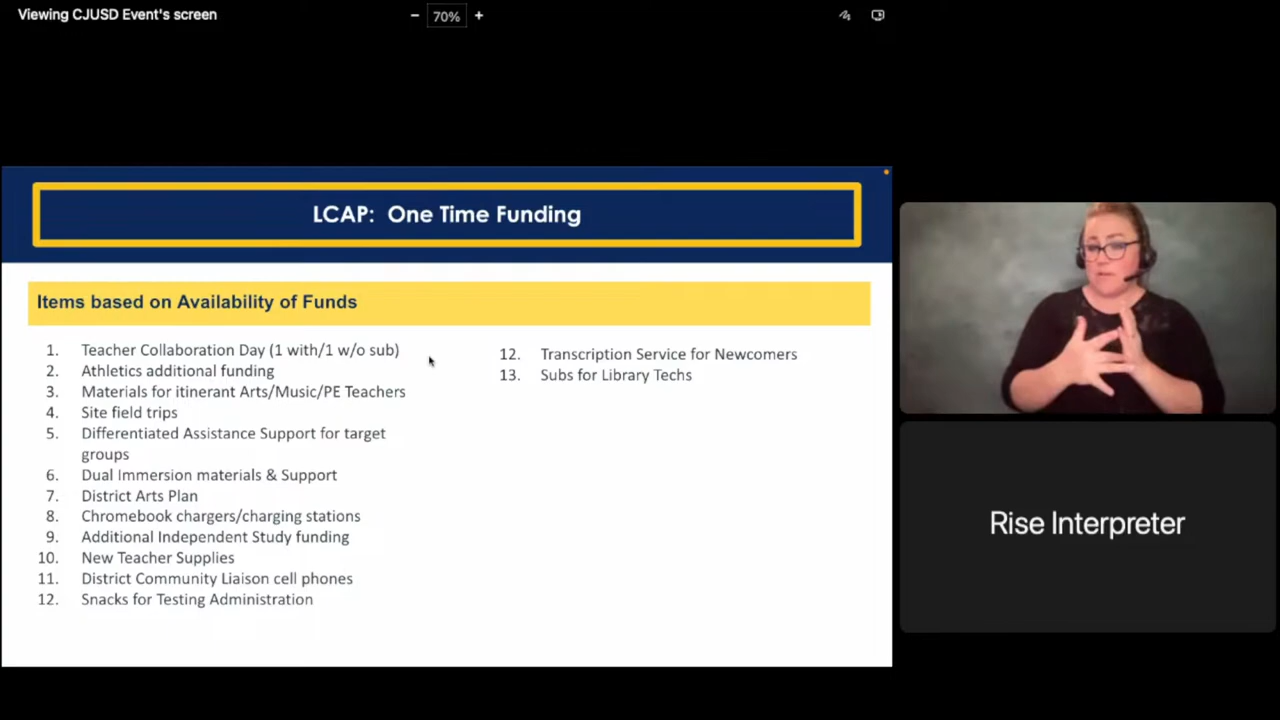 Viewing CJUSD Event's screen
− 70% +
LCAP: One Time Funding
Items based on Availability of Funds
1. Teacher Collaboration Day (1 with/1 w/o sub)
2. Athletics additional funding
3. Materials for itinerant Arts/Music/PE Teachers
4. Site field trips
5. Differentiated Assistance Support for target
groups
6. Dual Immersion materials & Support
7. District Arts Plan
8. Chromebook chargers/charging stations
9. Additional Independent Study funding
10. New Teacher Supplies
11. District Community Liaison cell phones
12. Snacks for Testing Administration
12. Transcription Service for Newcomers
13. Subs for Library Techs
Rise Interpreter